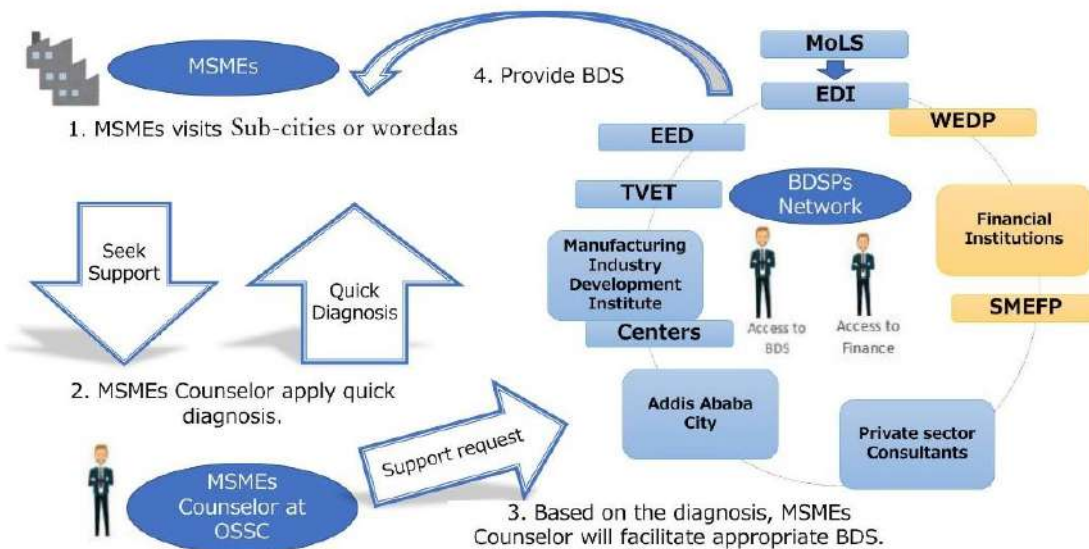 MSMEs
1. MSMEs visits Sub-cities or woredas
Seek
Support
Quick
Diagnosis
2. MSMEs Counselor apply quick
diagnosis.
MSMEs
Counselor at
OSSC
Support request
3. Based on the diagnosis, MSMEs
Counselor will facilitate appropriate BDS.
4. Provide BDS
MoLS
EDI
WEDP
EED
TVET
BDSPs
Network
Financial
Institutions
Manufacturing
Industry
Development
Institute
Centers
Access to
BDS
Access to
Finance
SMEFP
Addis Ababa
City
Private sector
Consultants